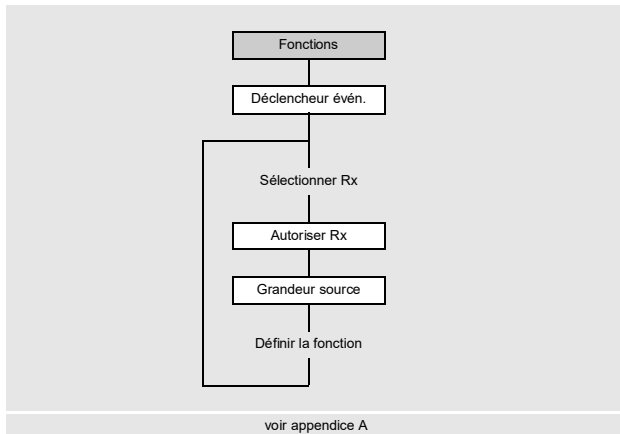 Fonctions
Déclencheur évén.
Sélectionner Rx
Autoriser Rx
Grandeur source
Définir la fonction
voir appendice A